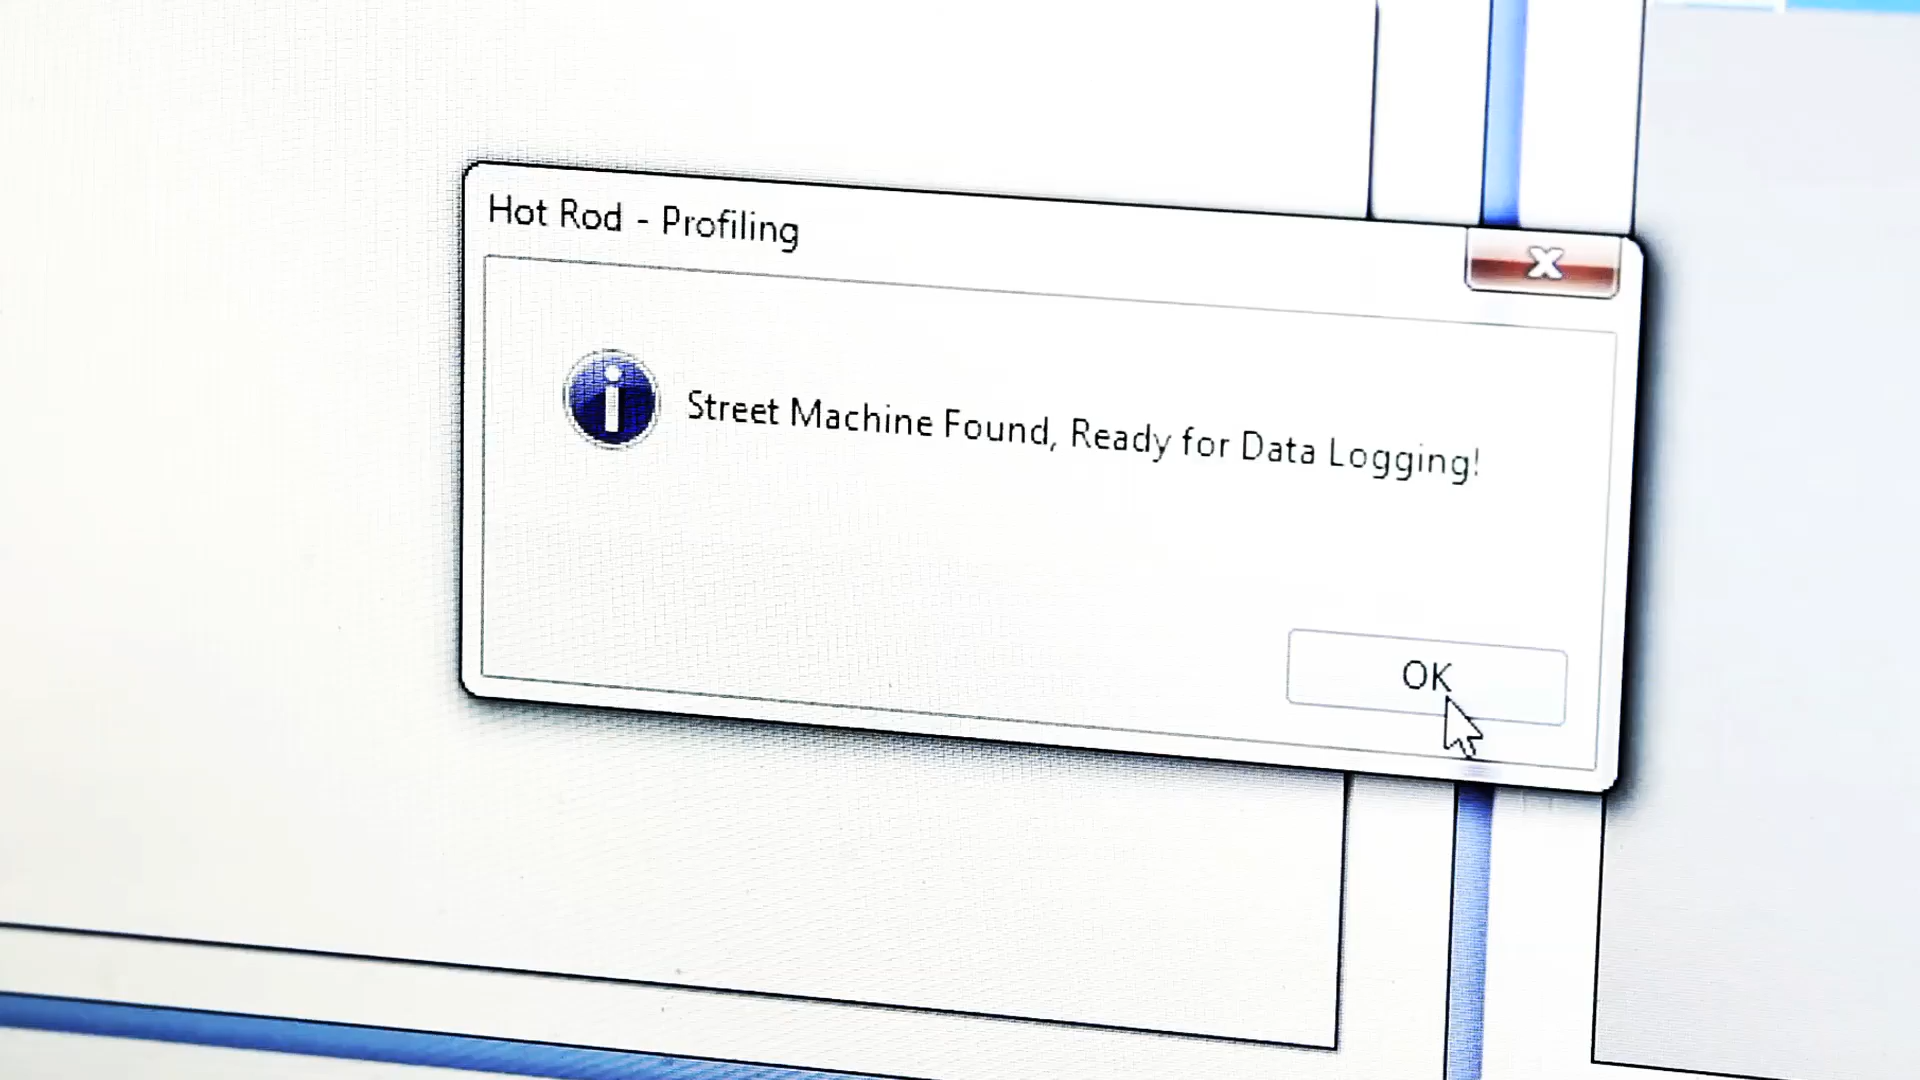 Hot Rod - Profiling
Street Machine Found, Ready for Data Logging!
OK